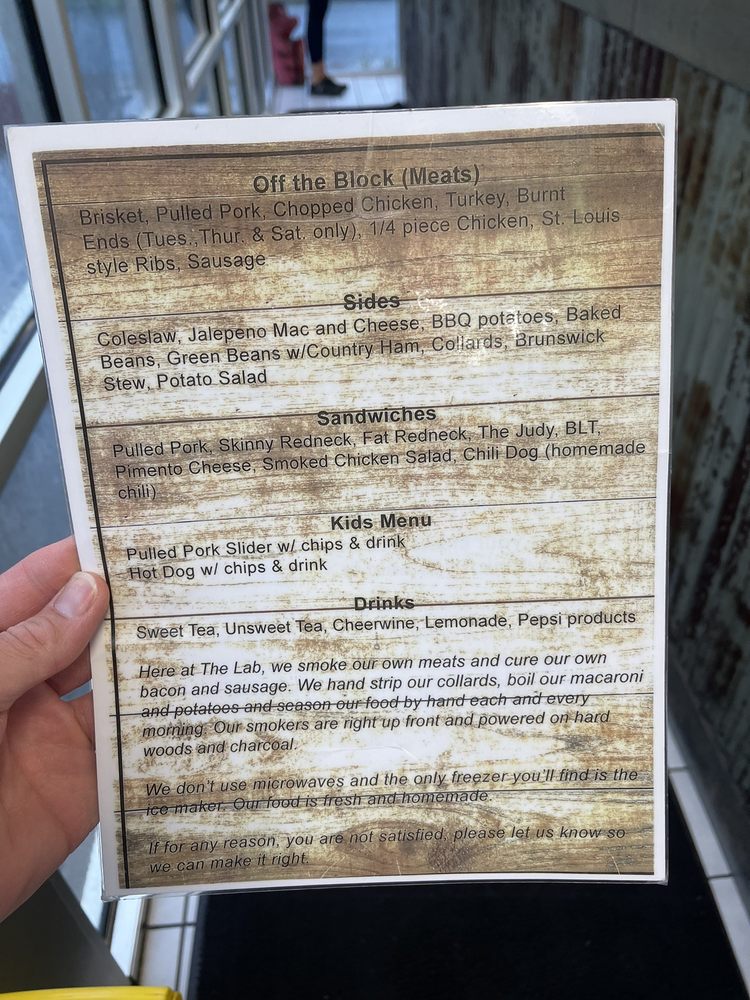 Off the Block (Meats)
Brisket, Pulled Pork, Chopped Chicken, Turkey, Burnt
Ends (Tues.,Thur. & Sat. only), 1/4 piece Chicken, St. Louis
style Ribs, Sausage
Sides
Coleslaw, Jalepeno Mac and Cheese, BBQ potatoes, Baked
Beans, Green Beans w/Country Ham, Collards, Brunswick
Stew, Potato Salad
Sandwiches
Pulled Pork, Skinny Redneck, Fat Redneck, The Judy, BLT,
Pimento Cheese, Smoked Chicken Salad, Chili Dog (homemade
chili)
Kids Menu
Pulled Pork Slider w/ chips & drink
Hot Dog w/ chips & drink
Drinks
Sweet Tea, Unsweet Tea, Cheerwine, Lemonade, Pepsi products
Here at The Lab, we smoke our own meats and cure our own
bacon and sausage. We hand strip our collards, boil our macaroni
and potatoes and season our food by hand each and every
morning. Our smokers are right up front and powered on hard
woods and charcoal.
We don't use microwaves and the only freezer you'll find is the
ice maker. Our food is fresh and homemade.
If for any reason, you are not satisfied, please let us know so
we can make it right.